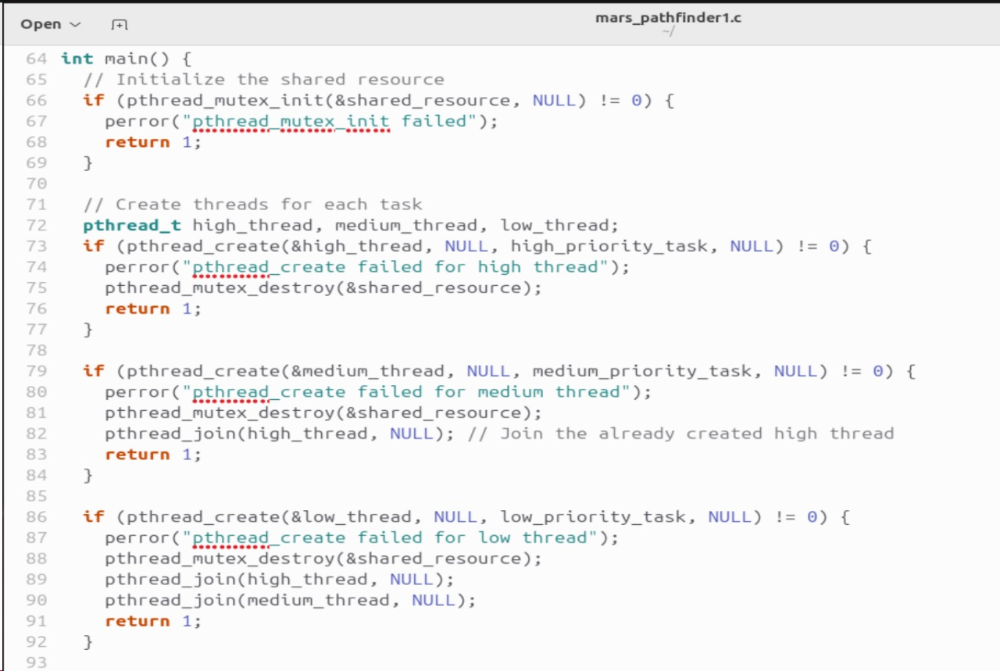 Open
mars_pathfinder1.c
~/
64 int main() {
65   // Initialize the shared resource
66   if (pthread_mutex_init(&shared_resource, NULL) != 0) {
67     perror("pthread_mutex_init failed");
68     return 1;
69   }
70
71   // Create threads for each task
72   pthread_t high_thread, medium_thread, low_thread;
73   if (pthread_create(&high_thread, NULL, high_priority_task, NULL) != 0) {
74     perror("pthread_create failed for high thread");
75     pthread_mutex_destroy(&shared_resource);
76     return 1;
77   }
78
79   if (pthread_create(&medium_thread, NULL, medium_priority_task, NULL) != 0) {
80     perror("pthread_create failed for medium thread");
81     pthread_mutex_destroy(&shared_resource);
82     pthread_join(high_thread, NULL); // Join the already created high thread
83     return 1;
84   }
85
86   if (pthread_create(&low_thread, NULL, low_priority_task, NULL) != 0) {
87     perror("pthread_create failed for low thread");
88     pthread_mutex_destroy(&shared_resource);
89     pthread_join(high_thread, NULL);
90     pthread_join(medium_thread, NULL);
91     return 1;
92   }
93